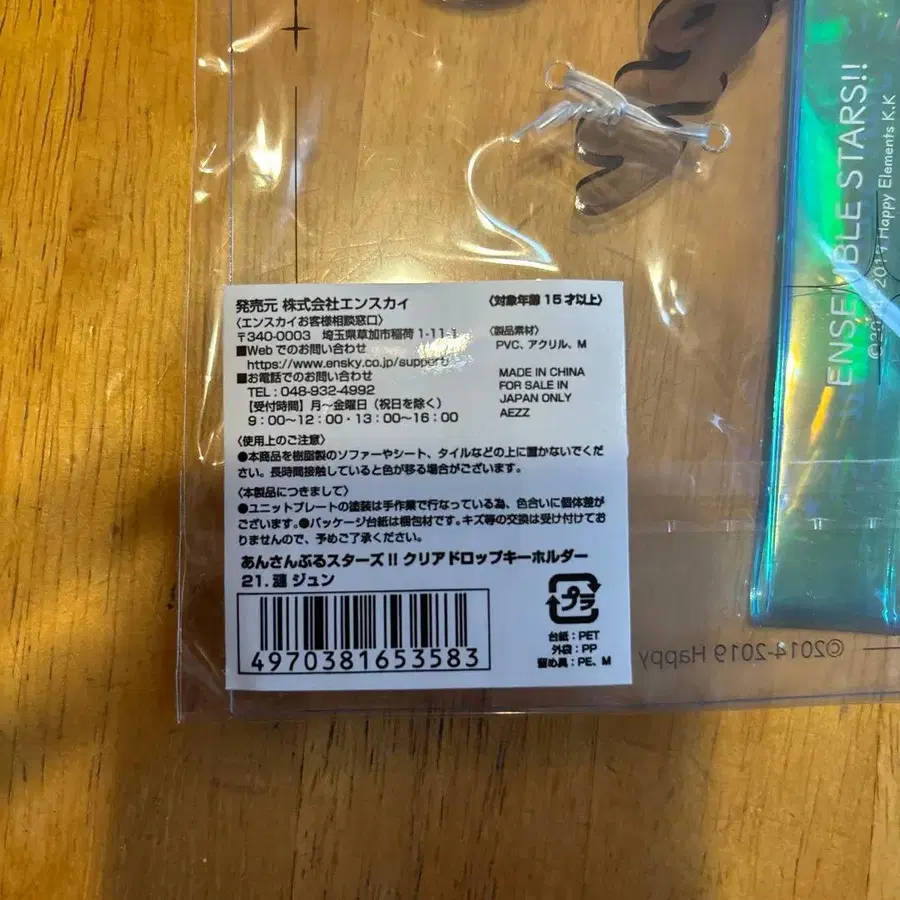 発売元 株式会社エンスカイ
〈エンスカイお客様相談窓口〉
〒340-0003 埼玉県草加市稲荷 1-11-1
■Web でのお問い合わせ
https://www.ensky.co.jp/support/
■お電話でのお問い合わせ
TEL : 048-932-4992
【受付時間】月〜金曜日（祝日を除く）
9：00〜12：00・13：00〜16：00
〈対象年齢 15才以上〉
〈製品素材〉
PVC、アクリル、M
MADE IN CHINA
FOR SALE IN
JAPAN ONLY
AEZZ
〈使用上のご注意〉
●本商品を樹脂製のソファーやシート、タイルなどの上に置かないでくだ
さい。長時間接触していると色が移る場合がございます。
〈本製品につきまして〉
●ユニットプレートの塗装は手作業で行なっている為、色合いに個体差が
ございます。●パッケージ台紙は梱包材です。キズ等の交換は受け付けてお
りませんので、予めご了承ください。
あんさんぶるスターズ!! クリアドロップキーホルダー
21. 漣 ジュン
4970381653583
プラ
台紙：PET
外袋：PP
留め具：PE、M
ENSEMBLE STARS!!
©2014-2019 Happy Elements K.K
©2014-2019 Happy